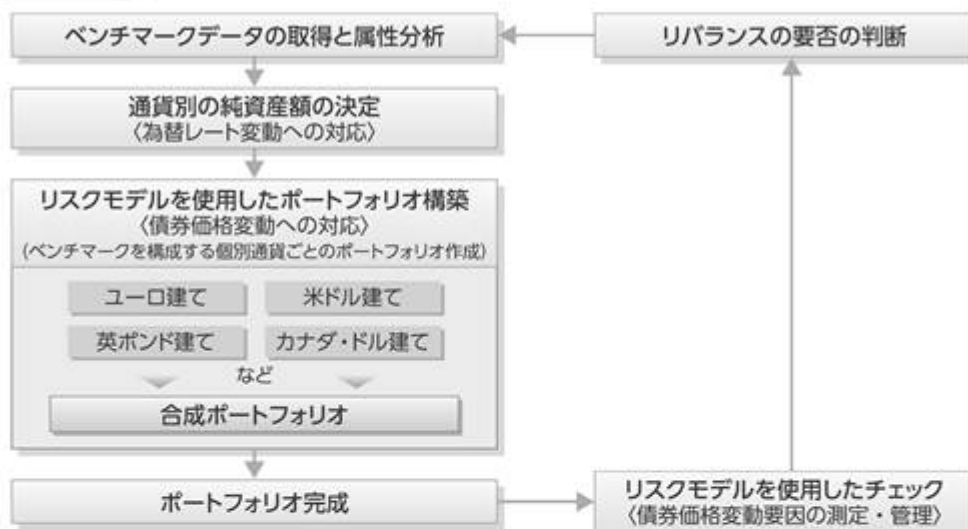 ベンチマークデータの取得と属性分析
リバランスの要否の判断
通貨別の純資産額の決定
〈為替レート変動への対応〉
リスクモデルを使用したポートフォリオ構築
〈債券価格変動への対応〉
(ベンチマークを構成する個別通貨ごとのポートフォリオ作成)
ユーロ建て
米ドル建て
英ポンド建て
カナダ・ドル建て
など
合成ポートフォリオ
ポートフォリオ完成
リスクモデルを使用したチェック
〈債券価格変動要因の測定・管理〉